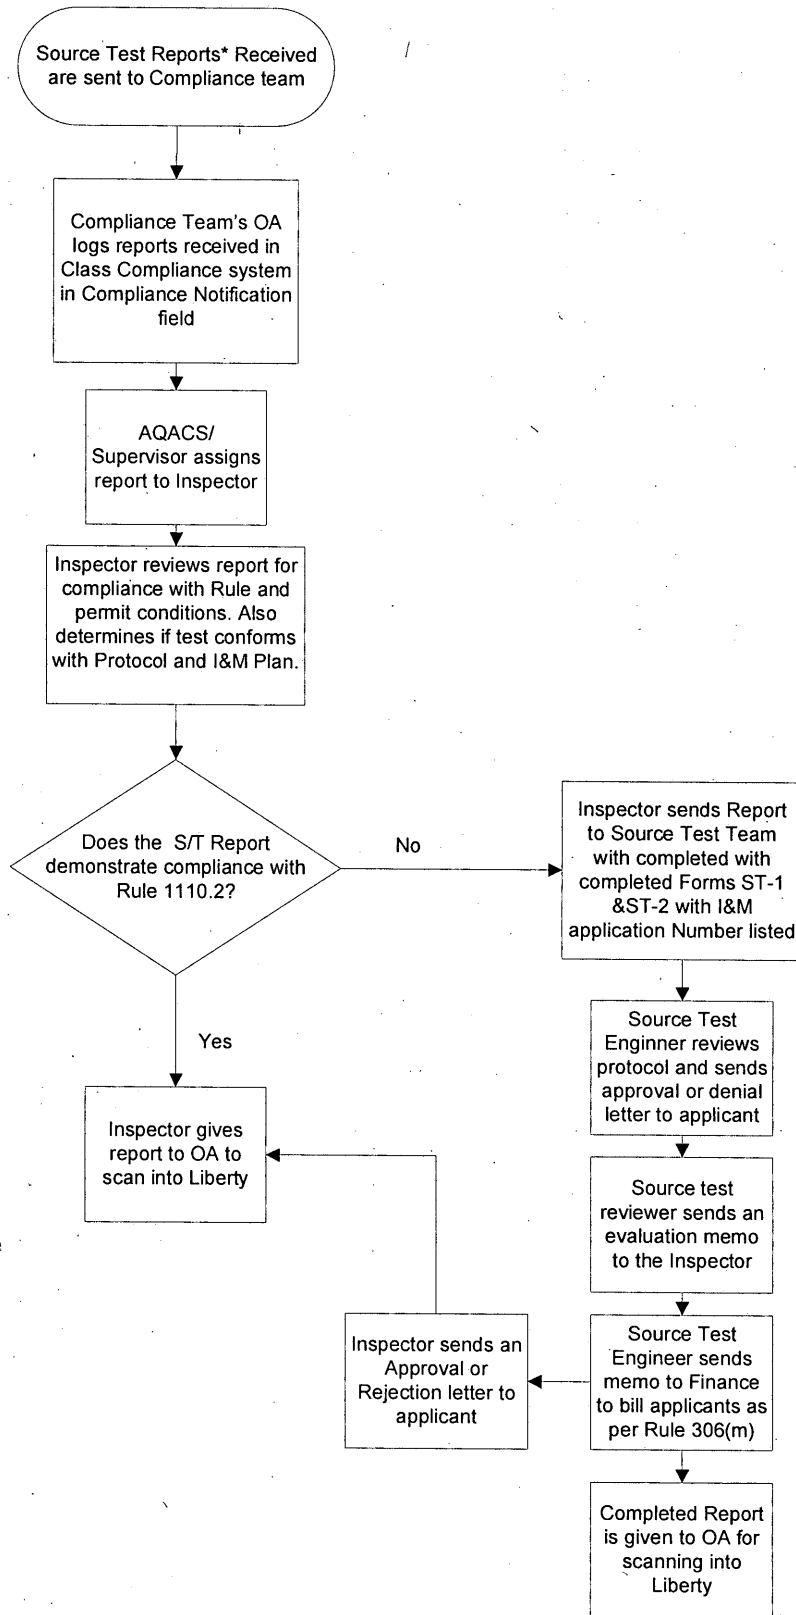 Source Test Reports* Received
are sent to Compliance team
Compliance Team's OA
logs reports received in
Class Compliance system
in Compliance Notification
field
AQACS/
Supervisor assigns
report to Inspector
Inspector reviews report for
compliance with Rule and
permit conditions. Also
determines if test conforms
with Protocol and I&M Plan.
Does the S/T Report
demonstrate compliance with
Rule 1110.2?
No
Yes
Inspector sends Report
to Source Test Team
with completed with
completed Forms ST-1
&ST-2 with I&M
application Number listed
Source Test
Enginner reviews
protocol and sends
approval or denial
letter to applicant
Source test
reviewer sends an
evaluation memo
to the Inspector
Source Test
Engineer sends
memo to Finance
to bill applicants as
per Rule 306(m)
Inspector sends an
Approval or
Rejection letter to
applicant
Inspector gives
report to OA to
scan into Liberty
Completed Report
is given to OA for
scanning into
Liberty